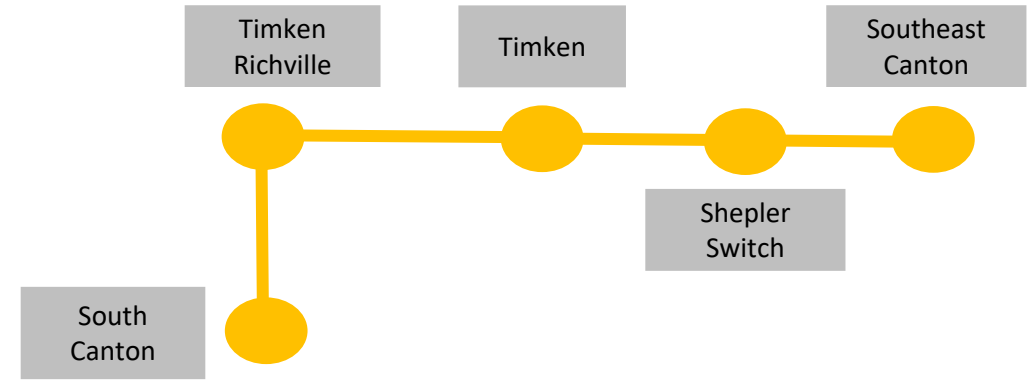 Timken
Richville
Timken
Southeast
Canton
Shepler
Switch
South
Canton